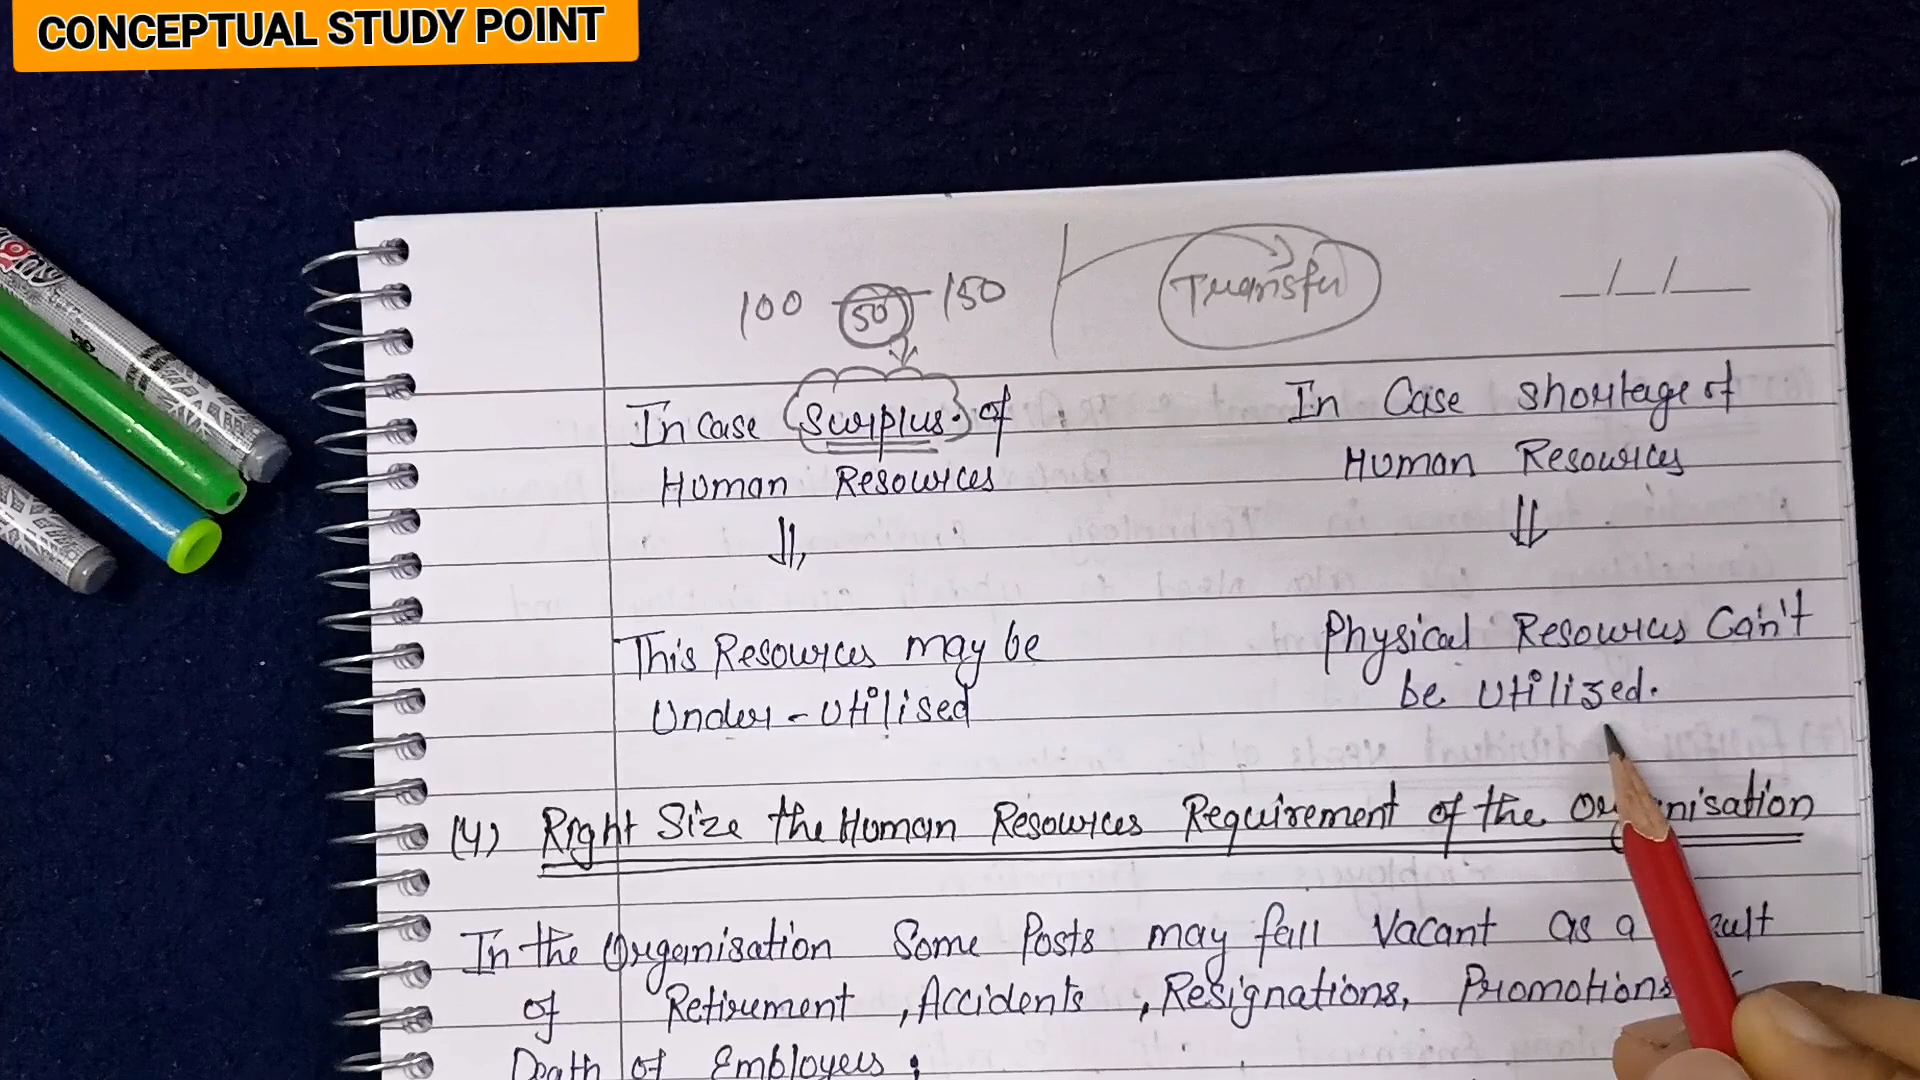 CONCEPTUAL STUDY POINT
100 50 150 Transfer
In case Surplus of
Human Resources
In Case shortage of
Human Resources
This Resources may be
Under-Utilised
Physical Resources Can't
be Utilised.
(4) Right Size the Human Resources Requirement of the Organisation
In the Organisation Some Posts may fall Vacant as a
of Retirement, Accidents, Resignations, Promotions
Death of Employees